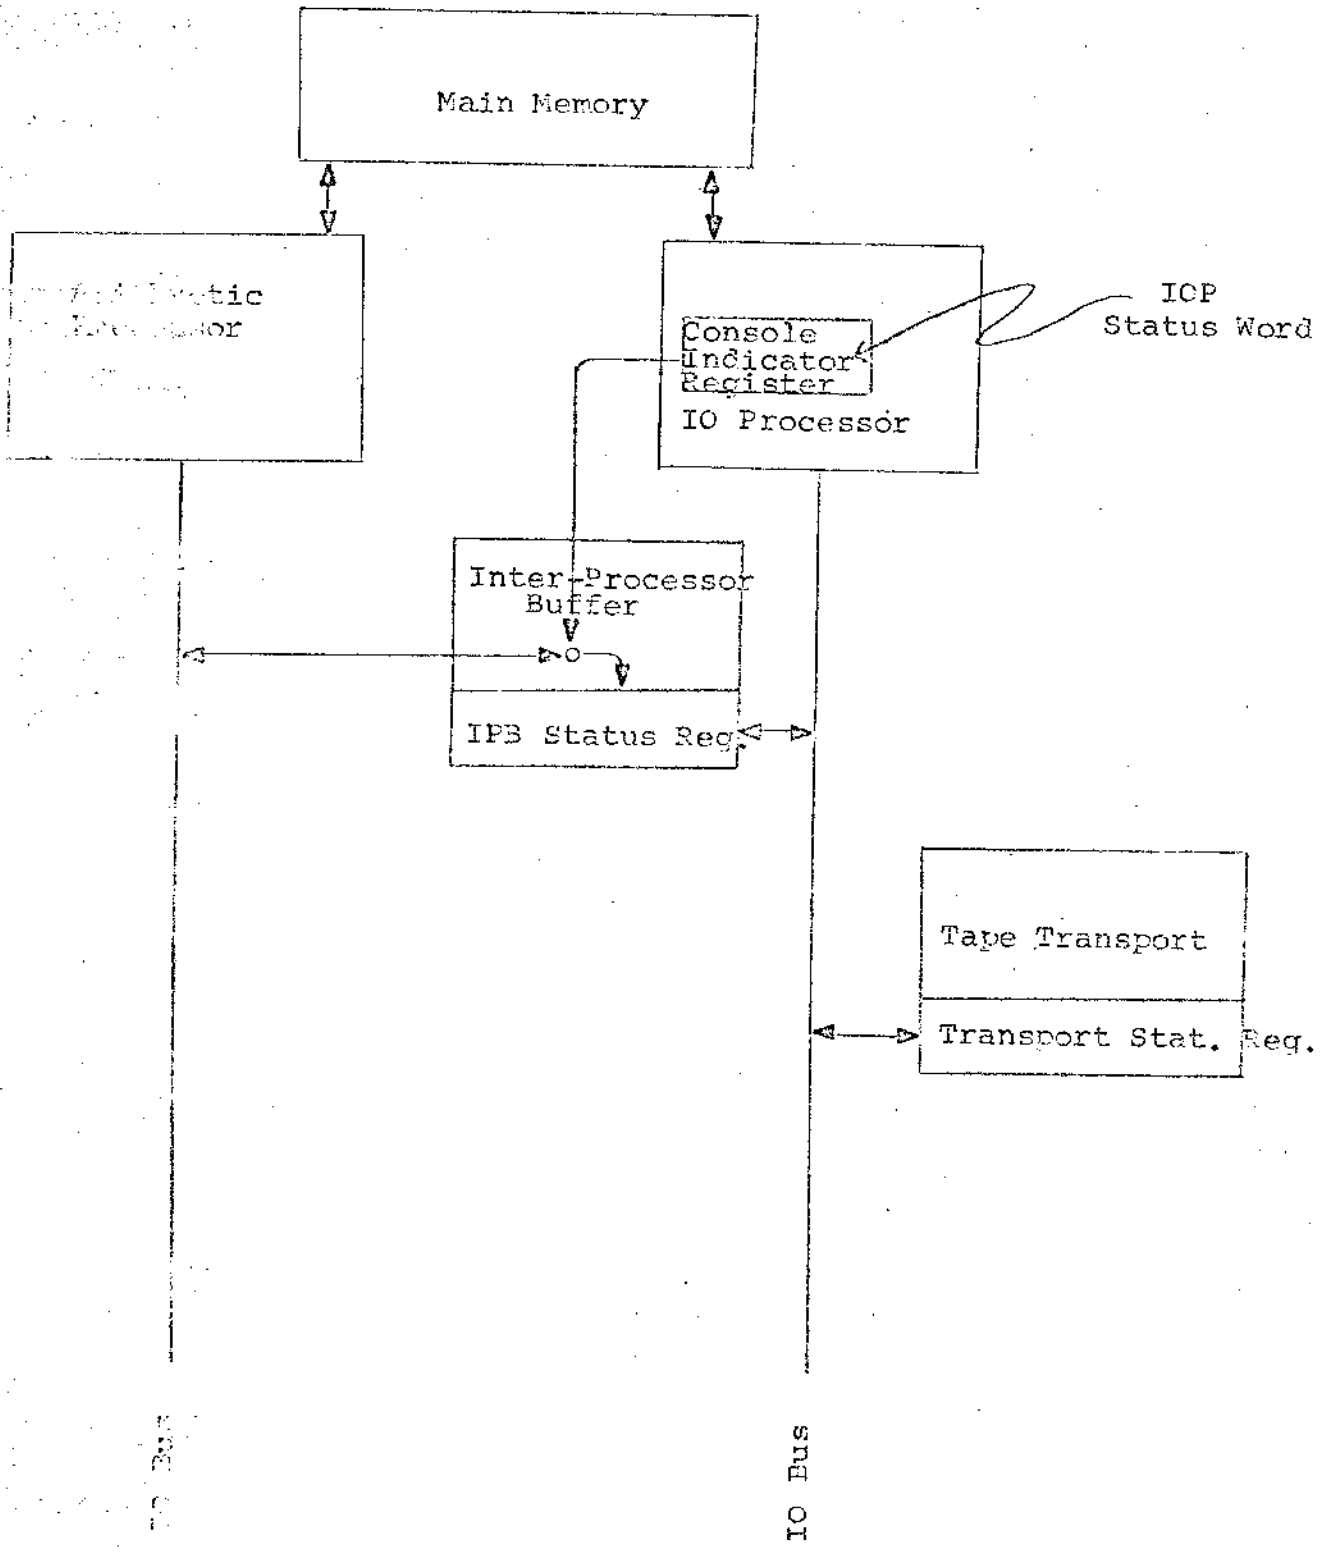 Main Memory
IOP
Status Word
Console
Indicator
Register
IO Processor
Inter-Processor
Buffer
IPB Status Reg.
Tape Transport
Transport Stat. Reg.
Bus
IO Bus